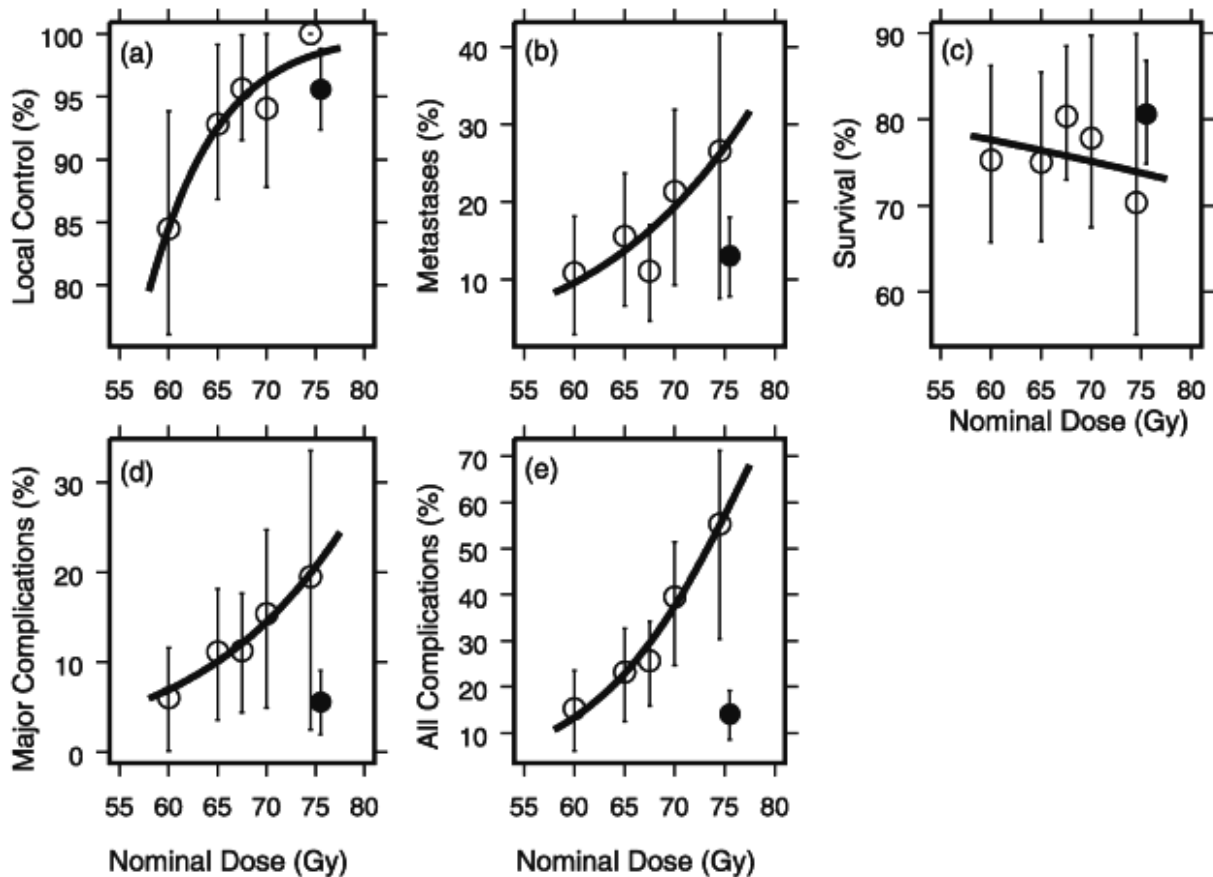 (a)
Local Control (%)
100
95
90
85
80
55 60 65 70 75 80
(b)
Metastases (%)
40
30
20
10
55 60 65 70 75 80
(c)
Survival (%)
90
80
70
60
55 60 65 70 75 80
Nominal Dose (Gy)
(d)
Major Complications (%)
30
20
10
0
55 60 65 70 75 80
Nominal Dose (Gy)
(e)
All Complications (%)
70
60
50
40
30
20
10
55 60 65 70 75 80
Nominal Dose (Gy)